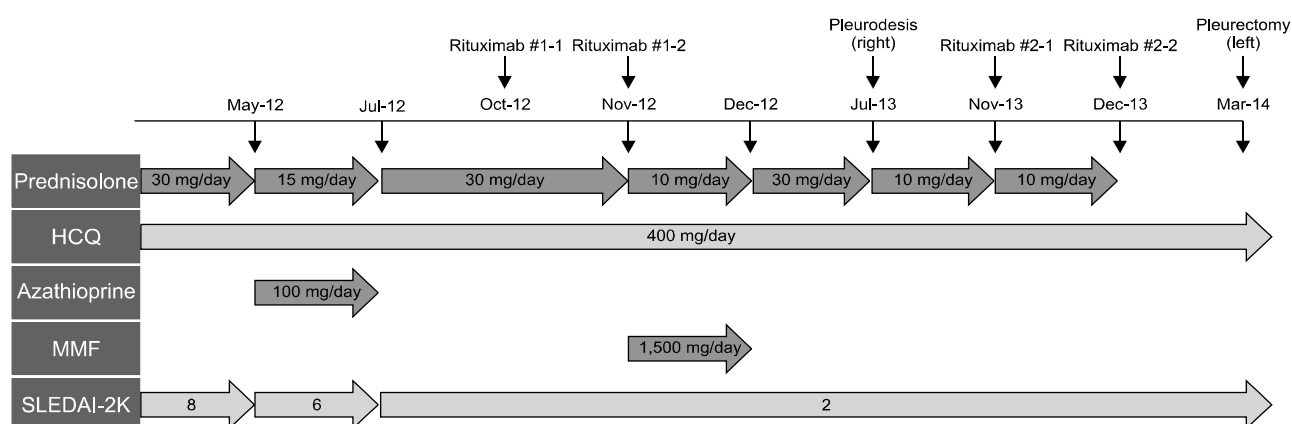 Pleurodesis
(right)
Pleurectomy
(left)
Rituximab #1-1 Rituximab #1-2 Rituximab #2-1 Rituximab #2-2
May-12 Jul-12 Oct-12 Nov-12 Dec-12 Jul-13 Nov-13 Dec-13 Mar-14
Prednisolone 30 mg/day 15 mg/day 30 mg/day 10 mg/day 30 mg/day 10 mg/day 10 mg/day
HCQ 400 mg/day
Azathioprine 100 mg/day
MMF 1,500 mg/day
SLEDAI-2K 8 6 2